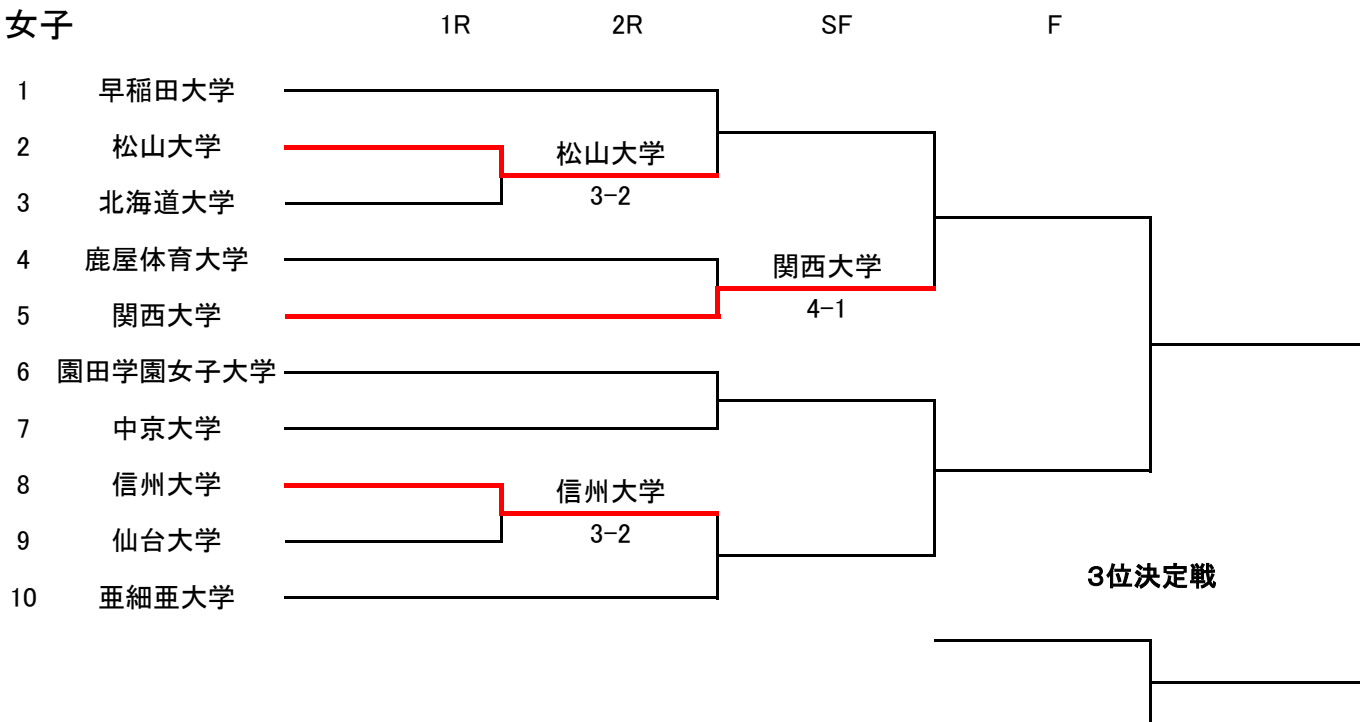 女子 1R 2R SF F
1 早稲田大学
2 松山大学
松山大学
3-2
3 北海道大学
4 鹿屋体育大学
関西大学
4-1
5 関西大学
6 園田学園女子大学
7 中京大学
8 信州大学
信州大学
3-2
9 仙台大学
3位決定戦
10 亜細亜大学